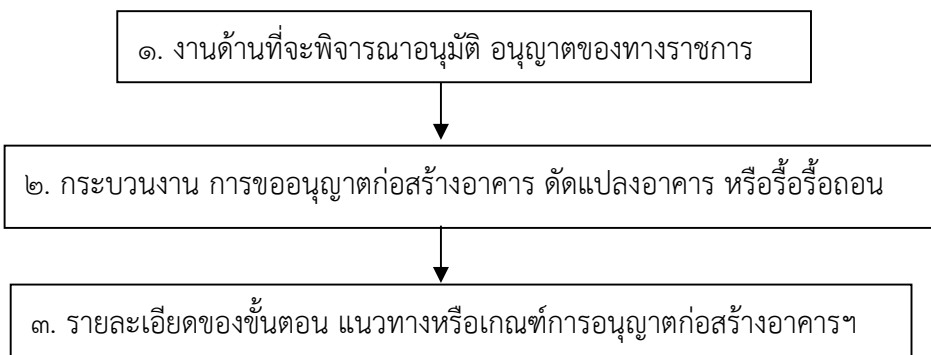 ๑. งานด้านที่จะพิจารณาอนุมัติ อนุญาตของทางราชการ
๒. กระบวนงาน การขออนุญาตก่อสร้างอาคาร ดัดแปลงอาคาร หรือรื้อรื้อถอน
๓. รายละเอียดของขั้นตอน แนวทางหรือเกณฑ์การอนุญาตก่อสร้างอาคารฯ